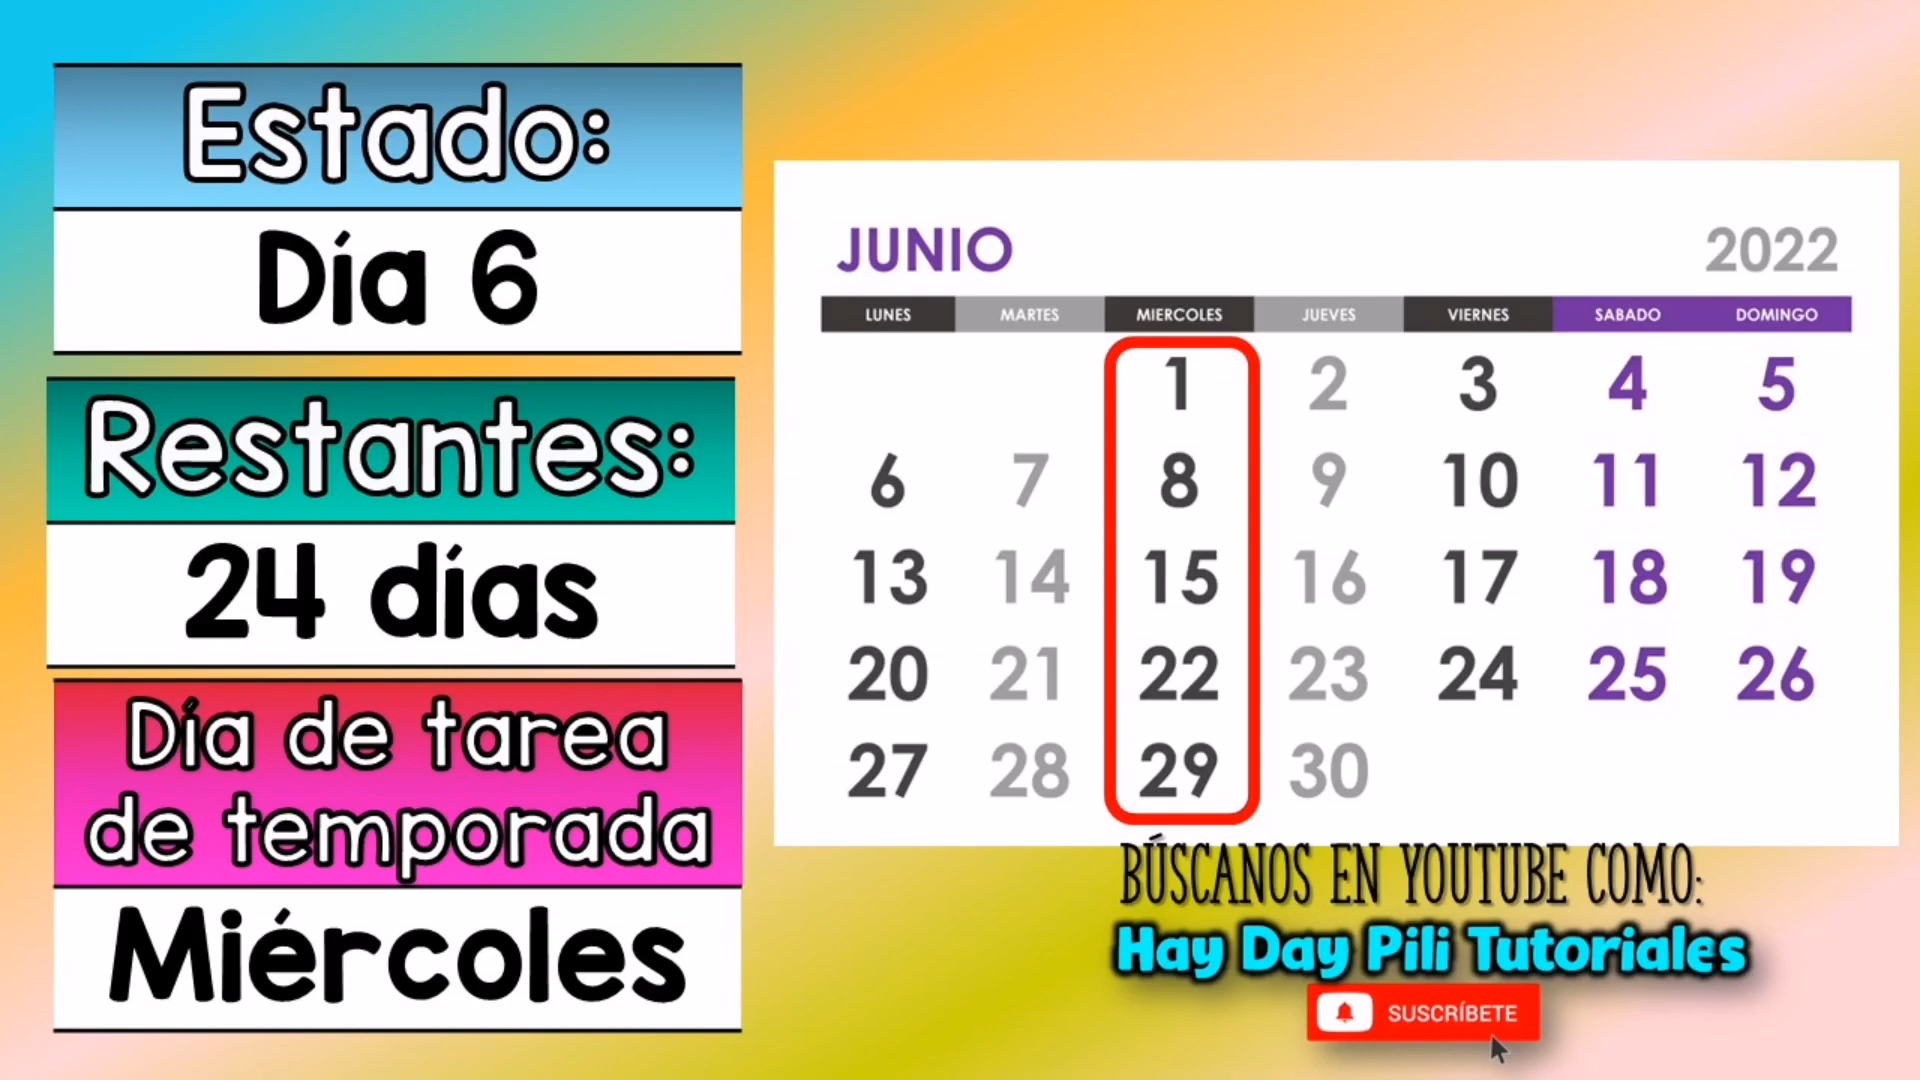 Estado:
Día 6
Restantes:
24 días
Día de tarea
de temporada
Miércoles
JUNIO 2022
LUNES MARTES MIERCOLES JUEVES VIERNES SABADO DOMINGO
1 2 3 4 5
6 7 8 9 10 11 12
13 14 15 16 17 18 19
20 21 22 23 24 25 26
27 28 29 30
BÚSCANOS EN YOUTUBE COMO:
Hay Day Pili Tutoriales
SUSCRÍBETE